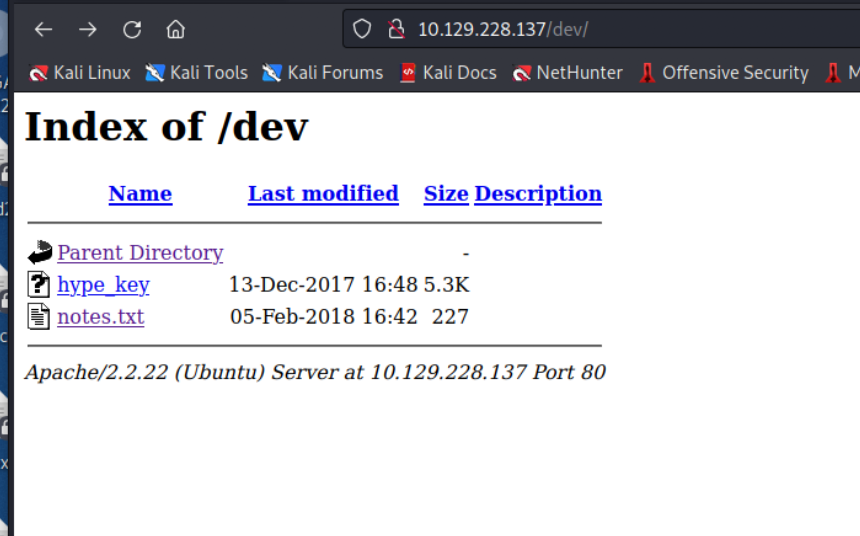 10.129.228.137/dev/
Kali Linux Kali Tools Kali Forums Kali Docs NetHunter Offensive Security M
Index of /dev
Name Last modified Size Description
Parent Directory -
hype_key 13-Dec-2017 16:48 5.3K
notes.txt 05-Feb-2018 16:42 227
Apache/2.2.22 (Ubuntu) Server at 10.129.228.137 Port 80